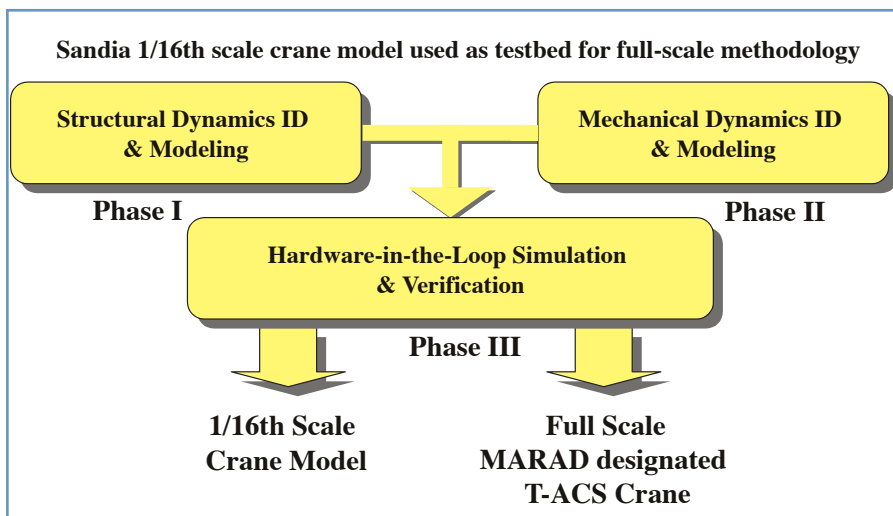 Sandia 1/16th scale crane model used as testbed for full-scale methodology
Structural Dynamics ID
& Modeling
Mechanical Dynamics ID
& Modeling
Phase I
Phase II
Hardware-in-the-Loop Simulation
& Verification
Phase III
1/16th Scale
Crane Model
Full Scale
MARAD designated
T-ACS Crane